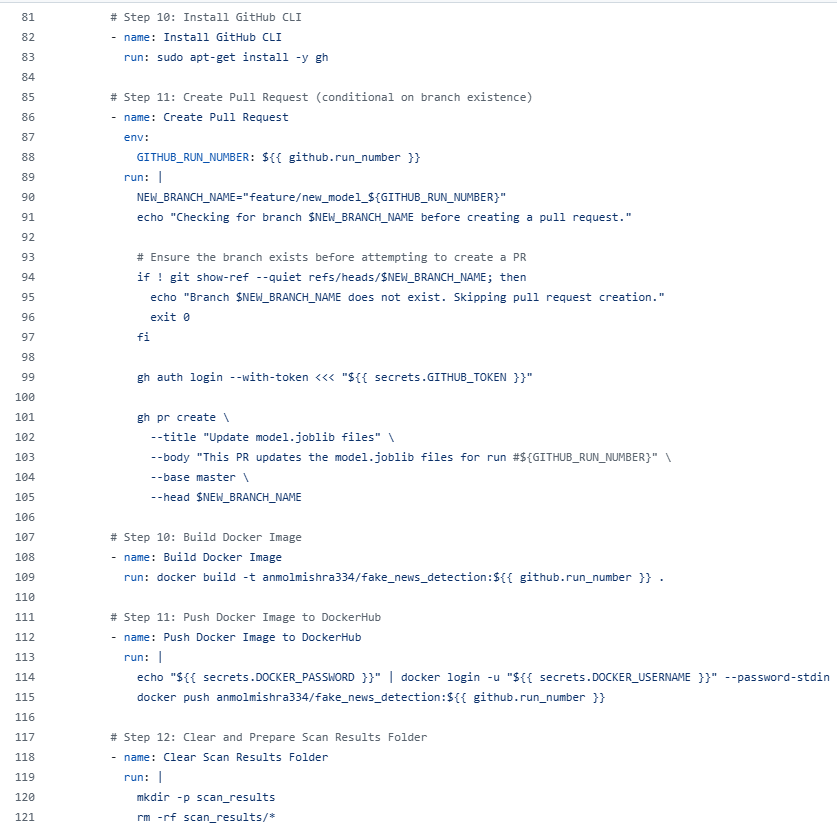 81 # Step 10: Install GitHub CLI
82 - name: Install GitHub CLI
83 run: sudo apt-get install -y gh
84
85 # Step 11: Create Pull Request (conditional on branch existence)
86 - name: Create Pull Request
87 env:
88 GITHUB_RUN_NUMBER: ${{ github.run_number }}
89 run: |
90 NEW_BRANCH_NAME="feature/new_model_${GITHUB_RUN_NUMBER}"
91 echo "Checking for branch $NEW_BRANCH_NAME before creating a pull request."
92
93 # Ensure the branch exists before attempting to create a PR
94 if ! git show-ref --quiet refs/heads/$NEW_BRANCH_NAME; then
95 echo "Branch $NEW_BRANCH_NAME does not exist. Skipping pull request creation."
96 exit 0
97 fi
98
99 gh auth login --with-token <<< "${{ secrets.GITHUB_TOKEN }}"
100
101 gh pr create \
102 --title "Update model.joblib files" \
103 --body "This PR updates the model.joblib files for run #${GITHUB_RUN_NUMBER}" \
104 --base master \
105 --head $NEW_BRANCH_NAME
106
107 # Step 10: Build Docker Image
108 - name: Build Docker Image
109 run: docker build -t anmolmishra334/fake_news_detection:${{ github.run_number }} .
110
111 # Step 11: Push Docker Image to DockerHub
112 - name: Push Docker Image to DockerHub
113 run: |
114 echo "${{ secrets.DOCKER_PASSWORD }}" | docker login -u "${{ secrets.DOCKER_USERNAME }}" --password-stdin
115 docker push anmolmishra334/fake_news_detection:${{ github.run_number }}
116
117 # Step 12: Clear and Prepare Scan Results Folder
118 - name: Clear Scan Results Folder
119 run: |
120 mkdir -p scan_results
121 rm -rf scan_results/*